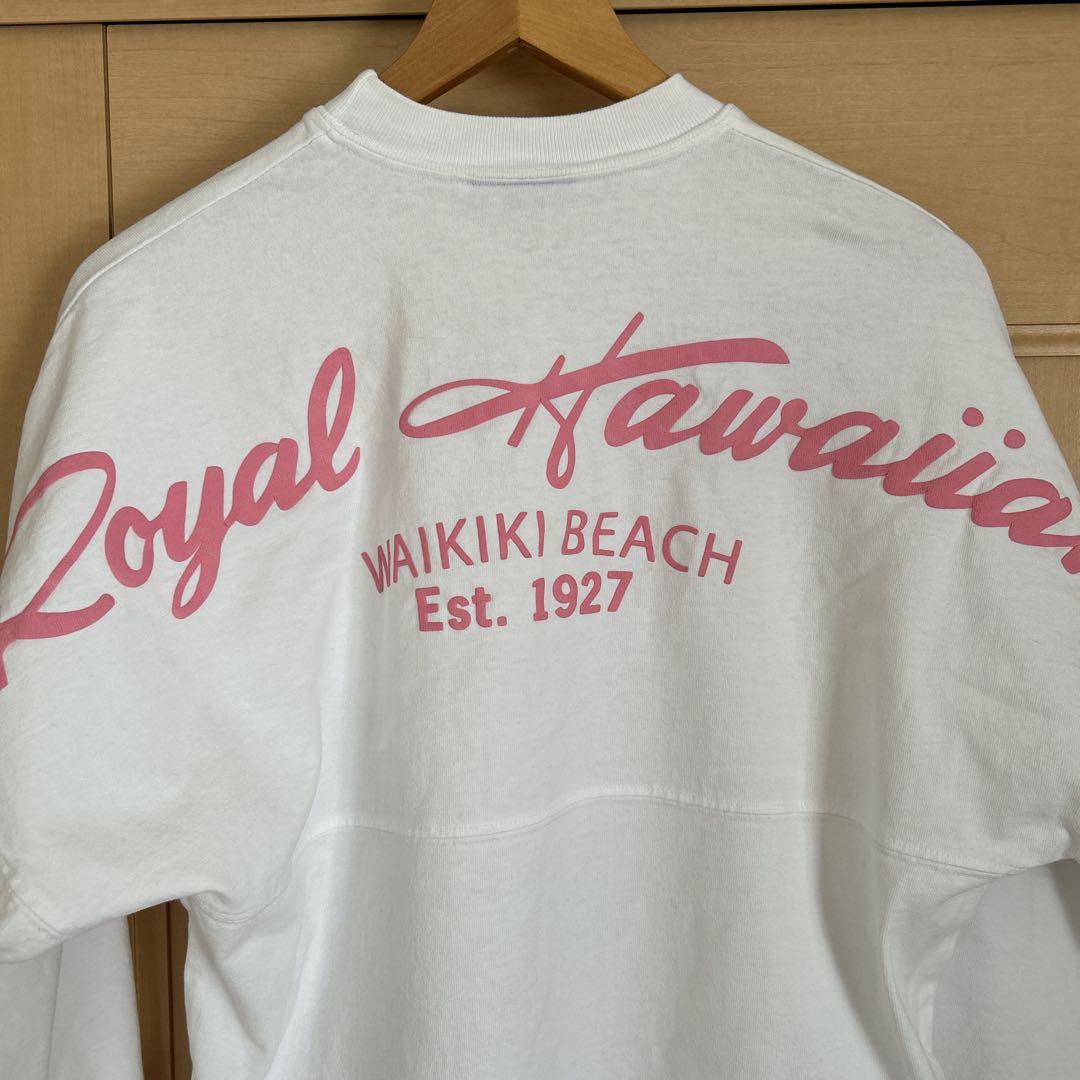 Royal Hawaiian
WAIKIKI BEACH
Est. 1927